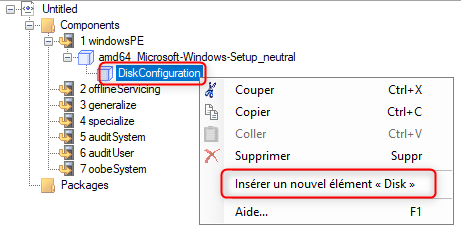 Untitled
Components
1 windowsPE
amd64_Microsoft-Windows-Setup_neutral
DiskConfiguration
2 offlineServicing
3 generalize
4 specialize
5 auditSystem
6 auditUser
7 oobeSystem
Packages
Couper Ctrl+X
Copier Ctrl+C
Coller Ctrl+V
Supprimer Suppr
Insérer un nouvel élément « Disk »
Aide... F1